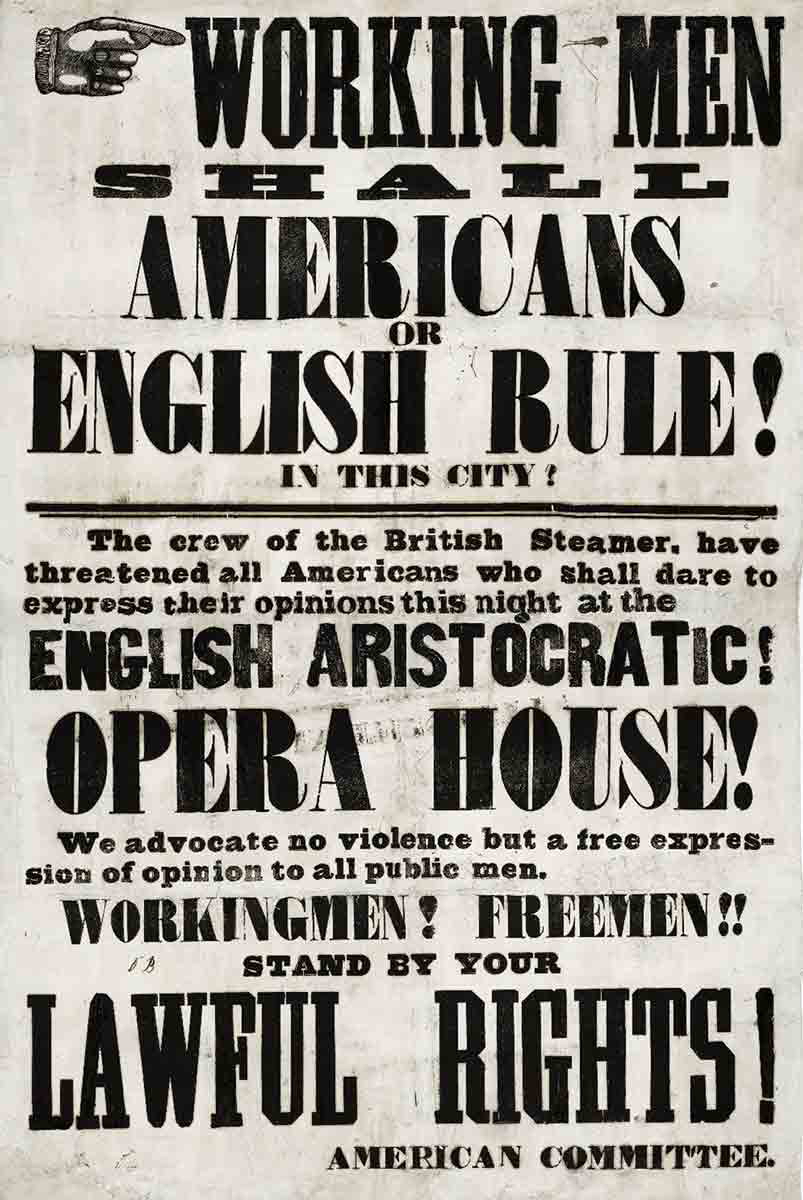 WORKING MEN
SHALL
AMERICANS
OR
ENGLISH RULE!
IN THIS CITY?
The crew of the British Steamer, have
threatened all Americans who shall dare to
express their opinions this night at the
ENGLISH ARISTOCRATIC!
OPERA HOUSE!
We advocate no violence but a free expres-
sion of opinion to all public men.
WORKINGMEN! FREEMEN!!
STAND BY YOUR
LAWFUL RIGHTS!
AMERICAN COMMITTEE.